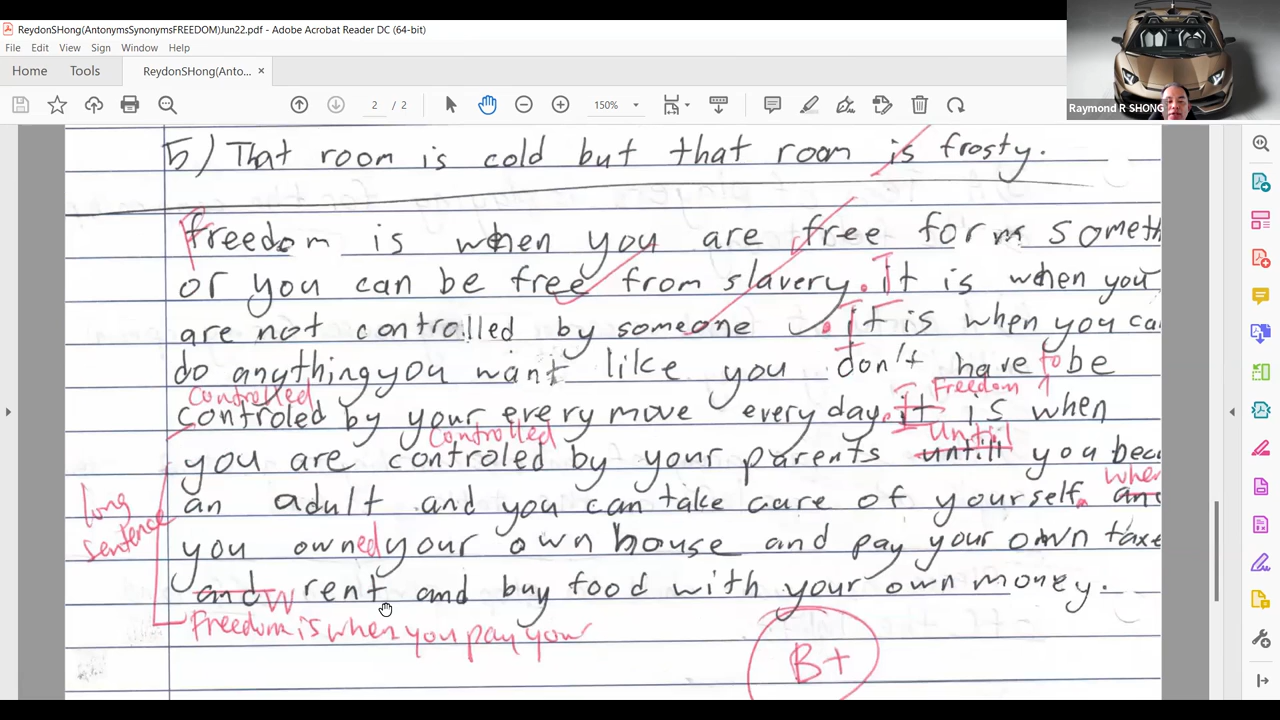 ReydonSHong(AntonymsSynonymsFREEDOM)Jun22.pdf - Adobe Acrobat Reader DC (64-bit)
File Edit View Sign Window Help
Home Tools ReydonSHong(Anto... ×
2 / 2 150%
Raymond R SHONG
5) That room is cold but that room is frosty.
freedom is when you are free form someth
or you can be free from slavery. It is when you
are not controlled by someone. It is when you ca
do anything you want like you don't have to be
Controlled Freedom
controled by your every move every day. it is when
Controlled Until
you are controled by your parents untill you bec
when
an adult and you can take care of yourself. and
long
sentence
you owned your own house and pay your own taxe
and rent and buy food with your own money.
Freedom is when you pay your
B+